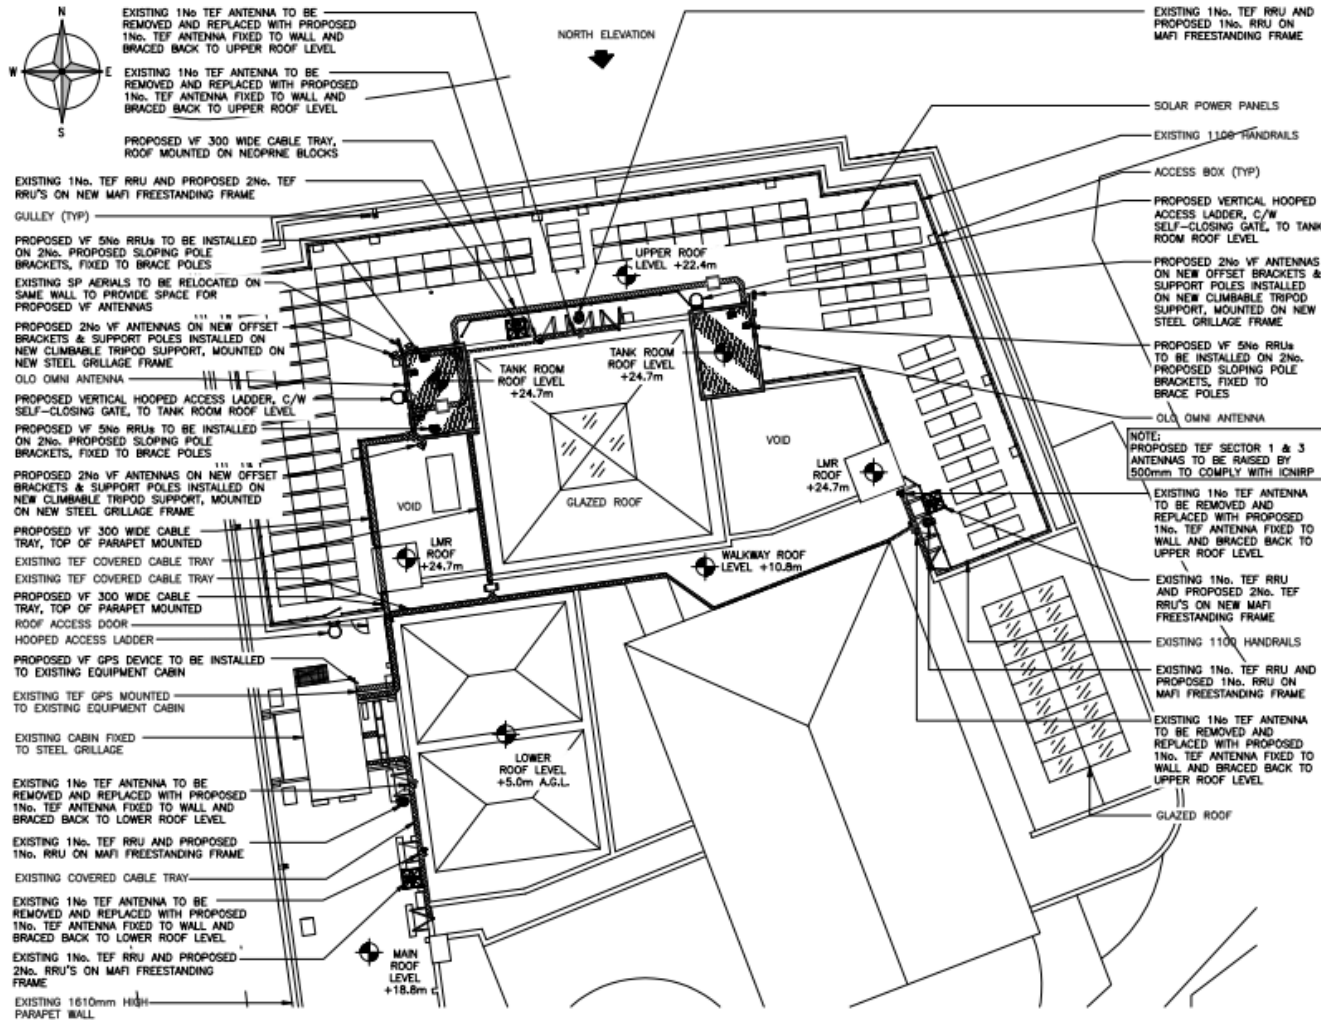 N
W
E
S
EXISTING 1No TEF ANTENNA TO BE
REMOVED AND REPLACED WITH PROPOSED
1No. TEF ANTENNA FIXED TO WALL AND
BRACED BACK TO UPPER ROOF LEVEL
EXISTING 1No TEF ANTENNA TO BE
REMOVED AND REPLACED WITH PROPOSED
1No. TEF ANTENNA FIXED TO WALL AND
BRACED BACK TO UPPER ROOF LEVEL
PROPOSED VF 300 WIDE CABLE TRAY,
ROOF MOUNTED ON NEOPRNE BLOCKS
EXISTING 1No. TEF RRU AND PROPOSED 2No. TEF
RRU'S ON NEW MAFI FREESTANDING FRAME
GULLEY (TYP)
PROPOSED VF 5No RRUs TO BE INSTALLED
ON 2No. PROPOSED SLOPING POLE
BRACKETS, FIXED TO BRACE POLES
EXISTING SP AERIALS TO BE RELOCATED ON
SAME WALL TO PROVIDE SPACE FOR
PROPOSED VF ANTENNAS
PROPOSED 2No VF ANTENNAS ON NEW OFFSET
BRACKETS & SUPPORT POLES INSTALLED ON
NEW CLIMBABLE TRIPOD SUPPORT, MOUNTED ON
NEW STEEL GRILLAGE FRAME
OLO OMNI ANTENNA
PROPOSED VERTICAL HOOPED ACCESS LADDER, C/W
SELF-CLOSING GATE, TO TANK ROOM ROOF LEVEL
PROPOSED VF 5No RRUs TO BE INSTALLED
ON 2No. PROPOSED SLOPING POLE
BRACKETS, FIXED TO BRACE POLES
PROPOSED 2No VF ANTENNAS ON NEW OFFSET
BRACKETS & SUPPORT POLES INSTALLED ON
NEW CLIMBABLE TRIPOD SUPPORT, MOUNTED
ON NEW STEEL GRILLAGE FRAME
PROPOSED VF 300 WIDE CABLE
TRAY, TOP OF PARAPET MOUNTED
EXISTING TEF COVERED CABLE TRAY
EXISTING TEF COVERED CABLE TRAY
PROPOSED VF 300 WIDE CABLE
TRAY, TOP OF PARAPET MOUNTED
ROOF ACCESS DOOR
HOOPED ACCESS LADDER
PROPOSED VF GPS DEVICE TO BE INSTALLED
TO EXISTING EQUIPMENT CABIN
EXISTING TEF GPS MOUNTED
TO EXISTING EQUIPMENT CABIN
EXISTING CABIN FIXED
TO STEEL GRILLAGE
EXISTING 1No TEF ANTENNA TO BE
REMOVED AND REPLACED WITH PROPOSED
1No. TEF ANTENNA FIXED TO WALL AND
BRACED BACK TO LOWER ROOF LEVEL
EXISTING 1No. TEF RRU AND PROPOSED
1No. RRU ON MAFI FREESTANDING FRAME
EXISTING COVERED CABLE TRAY
EXISTING 1No TEF ANTENNA TO BE
REMOVED AND REPLACED WITH PROPOSED
1No. TEF ANTENNA FIXED TO WALL AND
BRACED BACK TO LOWER ROOF LEVEL
EXISTING 1No. TEF RRU AND PROPOSED
2No. RRU'S ON MAFI FREESTANDING
FRAME
EXISTING 1610mm HIGH
PARAPET WALL
NORTH ELEVATION
UPPER ROOF
LEVEL +22.4m
TANK ROOM
ROOF LEVEL
+24.7m
TANK ROOM
ROOF LEVEL
+24.7m
VOID
LMR
ROOF
+24.7m
GLAZED ROOF
VOID
LMR
ROOF
+24.7m
WALKWAY ROOF
LEVEL +10.8m
LOWER
ROOF LEVEL
+5.0m A.G.L.
MAIN
ROOF
LEVEL
+18.8m
EXISTING 1No. TEF RRU AND
PROPOSED 1No. RRU ON
MAFI FREESTANDING FRAME
SOLAR POWER PANELS
EXISTING 1100 HANDRAILS
ACCESS BOX (TYP)
PROPOSED VERTICAL HOOPED
ACCESS LADDER, C/W
SELF-CLOSING GATE, TO TANK
ROOM ROOF LEVEL
PROPOSED 2No VF ANTENNAS
ON NEW OFFSET BRACKETS &
SUPPORT POLES INSTALLED
ON NEW CLIMBABLE TRIPOD
SUPPORT, MOUNTED ON NEW
STEEL GRILLAGE FRAME
PROPOSED VF 5No RRUs
TO BE INSTALLED ON 2No.
PROPOSED SLOPING POLE
BRACKETS, FIXED TO
BRACE POLES
OLO OMNI ANTENNA
NOTE:
PROPOSED TEF SECTOR 1 & 3
ANTENNAS TO BE RAISED BY
500mm TO COMPLY WITH ICNIRP
EXISTING 1No TEF ANTENNA
TO BE REMOVED AND
REPLACED WITH PROPOSED
1No. TEF ANTENNA FIXED TO
WALL AND BRACED BACK TO
UPPER ROOF LEVEL
EXISTING 1No. TEF RRU
AND PROPOSED 2No. TEF
RRU'S ON NEW MAFI
FREESTANDING FRAME
EXISTING 1100 HANDRAILS
EXISTING 1No. TEF RRU AND
PROPOSED 1No. RRU ON
MAFI FREESTANDING FRAME
EXISTING 1No TEF ANTENNA
TO BE REMOVED AND
REPLACED WITH PROPOSED
1No. TEF ANTENNA FIXED TO
WALL AND BRACED BACK TO
UPPER ROOF LEVEL
GLAZED ROOF